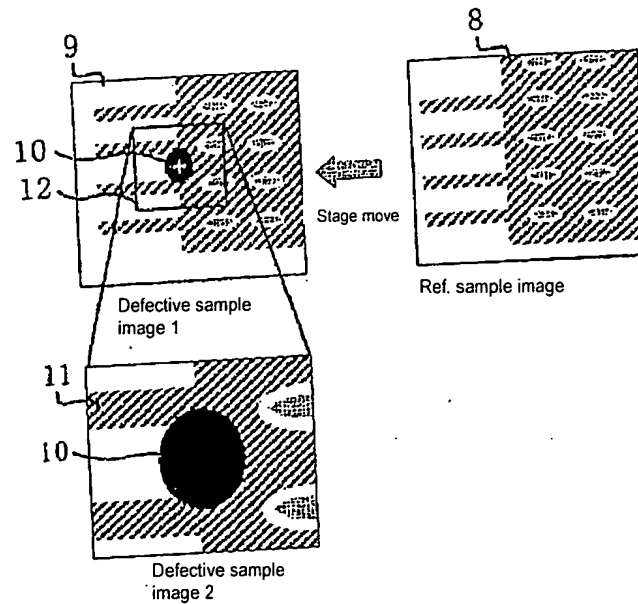 9
8
10
12
Stage move
Defective sample
image 1
Ref. sample image
11
10
Defective sample
image 2